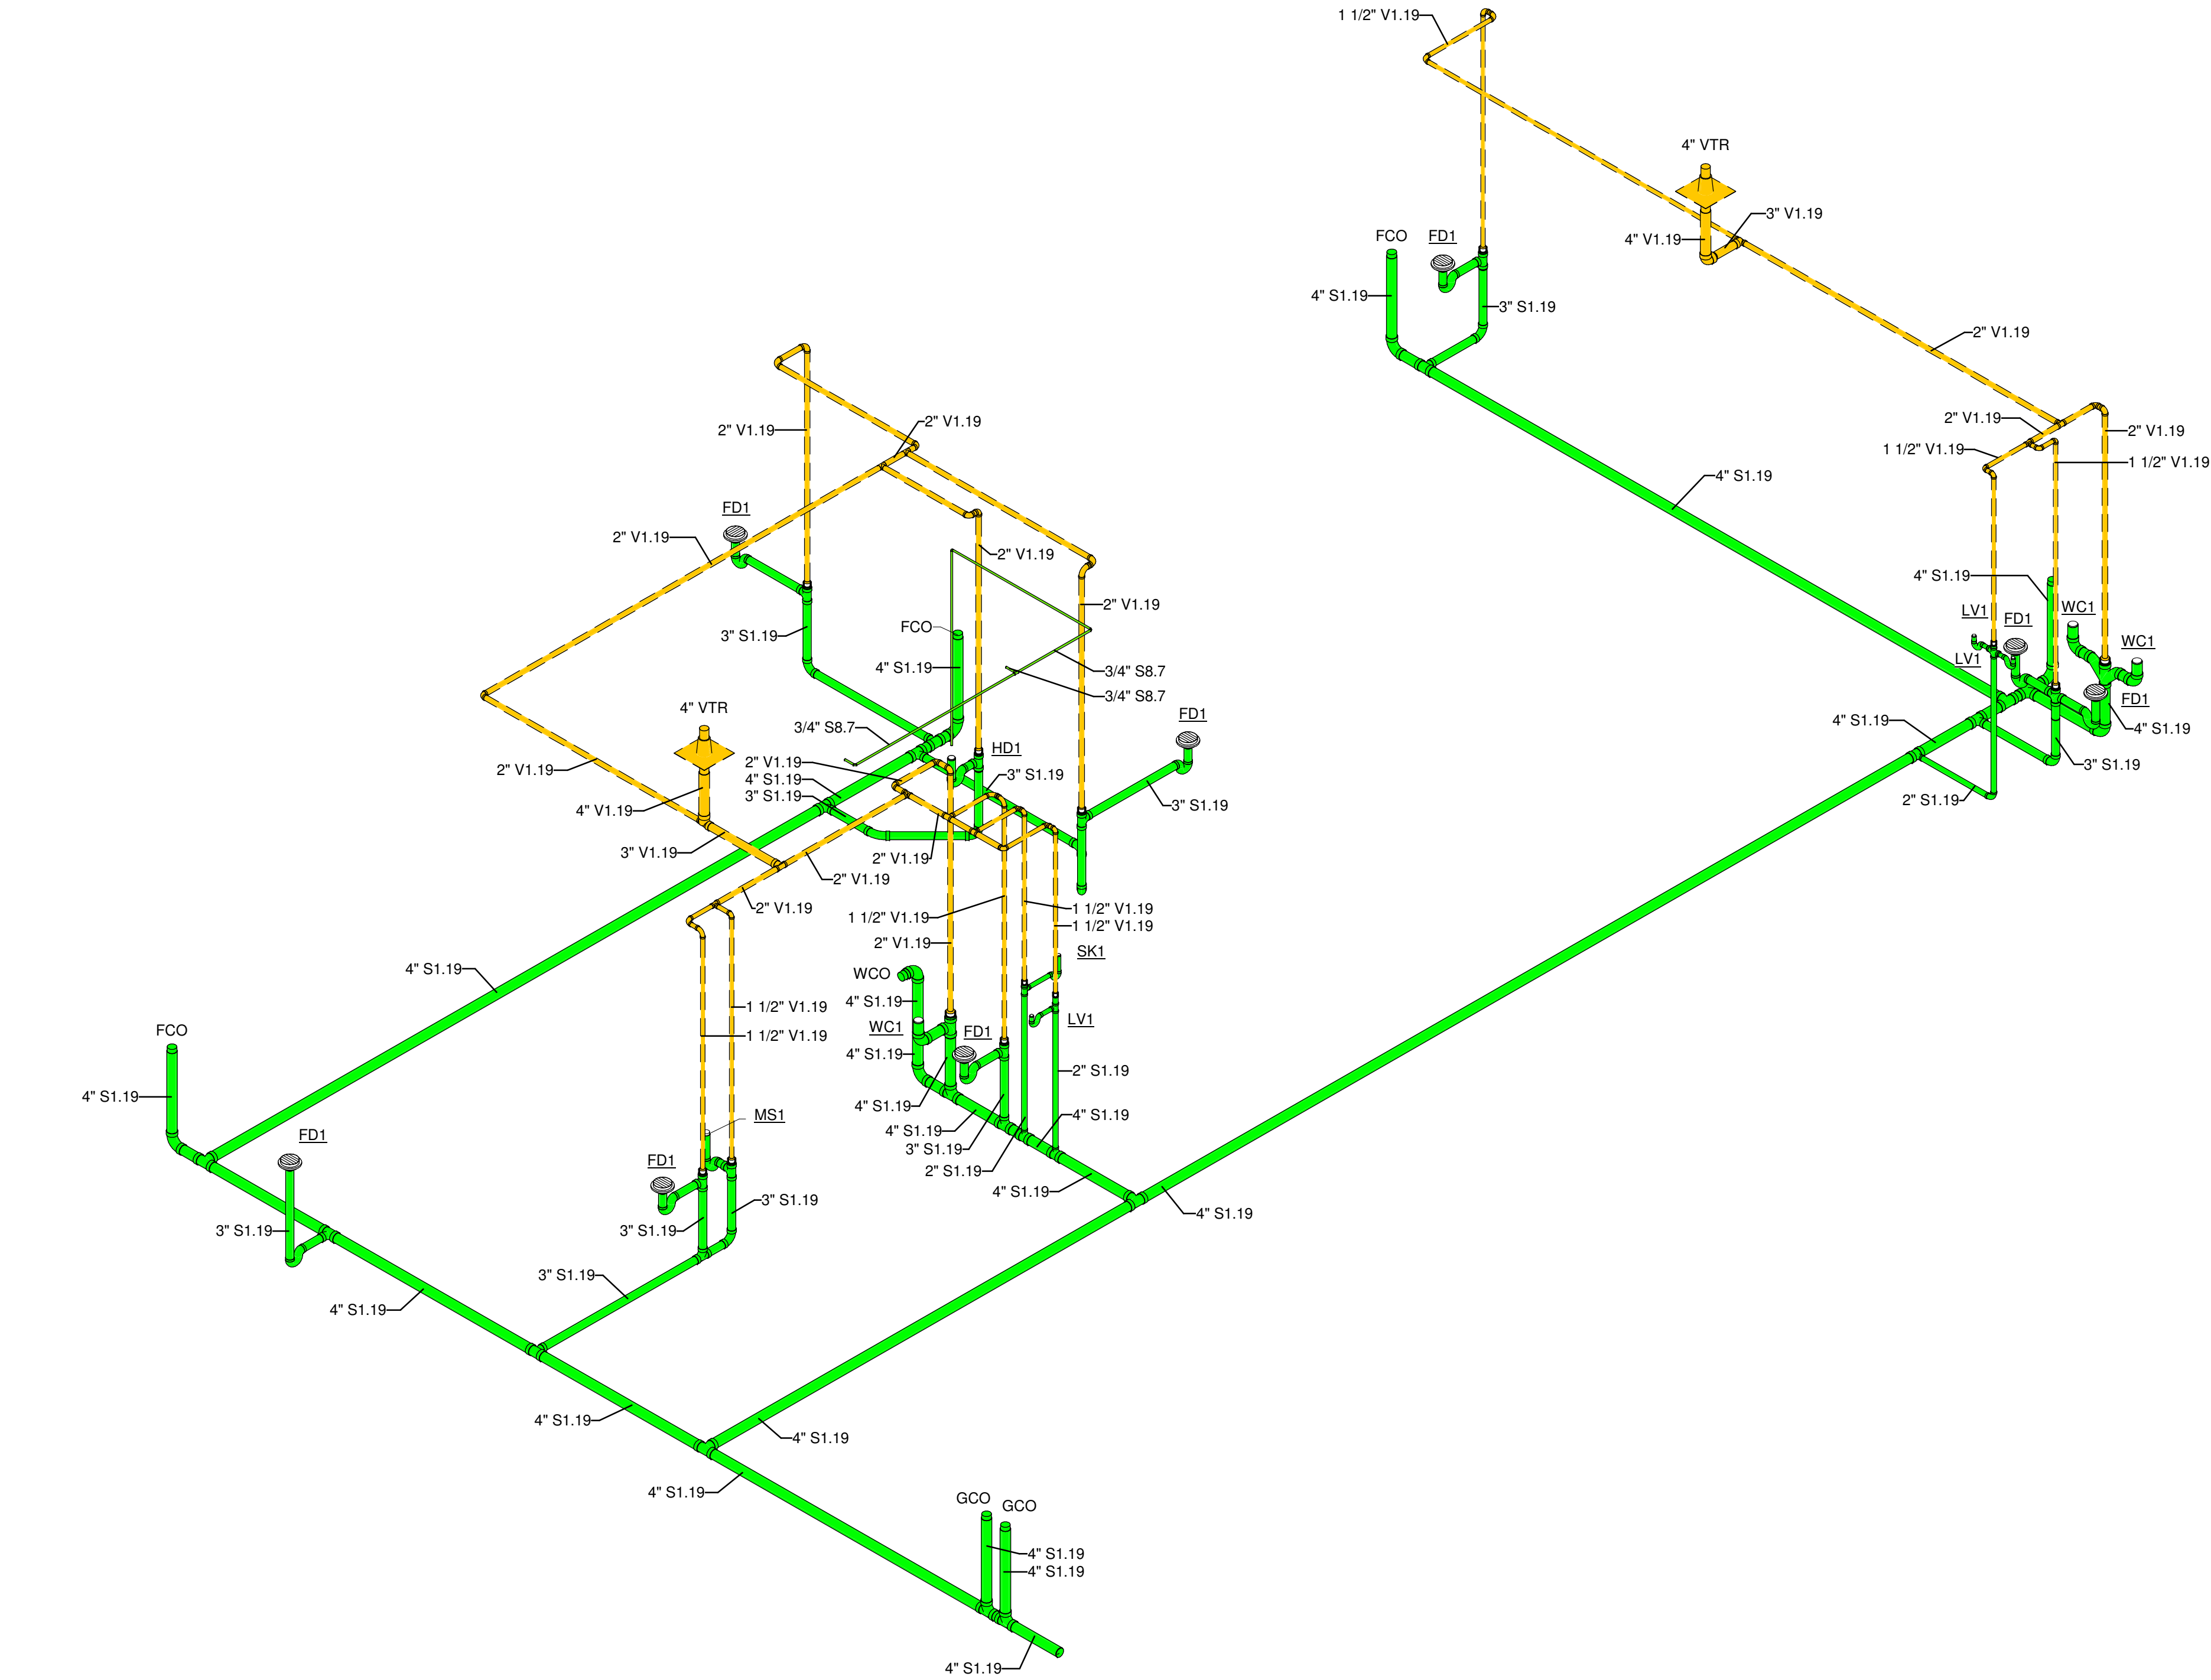 1 1/2" V1.19
4" VTR
3" V1.19
4" V1.19
FCO
FD1
4" S1.19
3" S1.19
2" V1.19
2" V1.19
2" V1.19
1 1/2" V1.19
1 1/2" V1.19
4" S1.19
2" V1.19
2" V1.19
FD1
2" V1.19
2" V1.19
4" S1.19
2" V1.19
LV1
FD1
WC1
WC1
LV1
3" S1.19
FCO
4" S1.19
3/4" S8.7
3/4" S8.7
FD1
4" S1.19
4" VTR
3/4" S8.7
FD1
4" S1.19
HD1
2" V1.19
2" V1.19
4" S1.19
3" S1.19
3" S1.19
3" S1.19
3" S1.19
2" S1.19
4" V1.19
3" V1.19
2" V1.19
2" V1.19
2" V1.19
1 1/2" V1.19
1 1/2" V1.19
1 1/2" V1.19
2" V1.19
SK1
4" S1.19
WCO
4" S1.19
1 1/2" V1.19
WC1
FD1
LV1
FCO
1 1/2" V1.19
4" S1.19
2" S1.19
4" S1.19
4" S1.19
MS1
4" S1.19
4" S1.19
FD1
3" S1.19
FD1
2" S1.19
4" S1.19
3" S1.19
4" S1.19
3" S1.19
3" S1.19
3" S1.19
4" S1.19
4" S1.19
4" S1.19
4" S1.19
GCO
GCO
4" S1.19
4" S1.19
4" S1.19